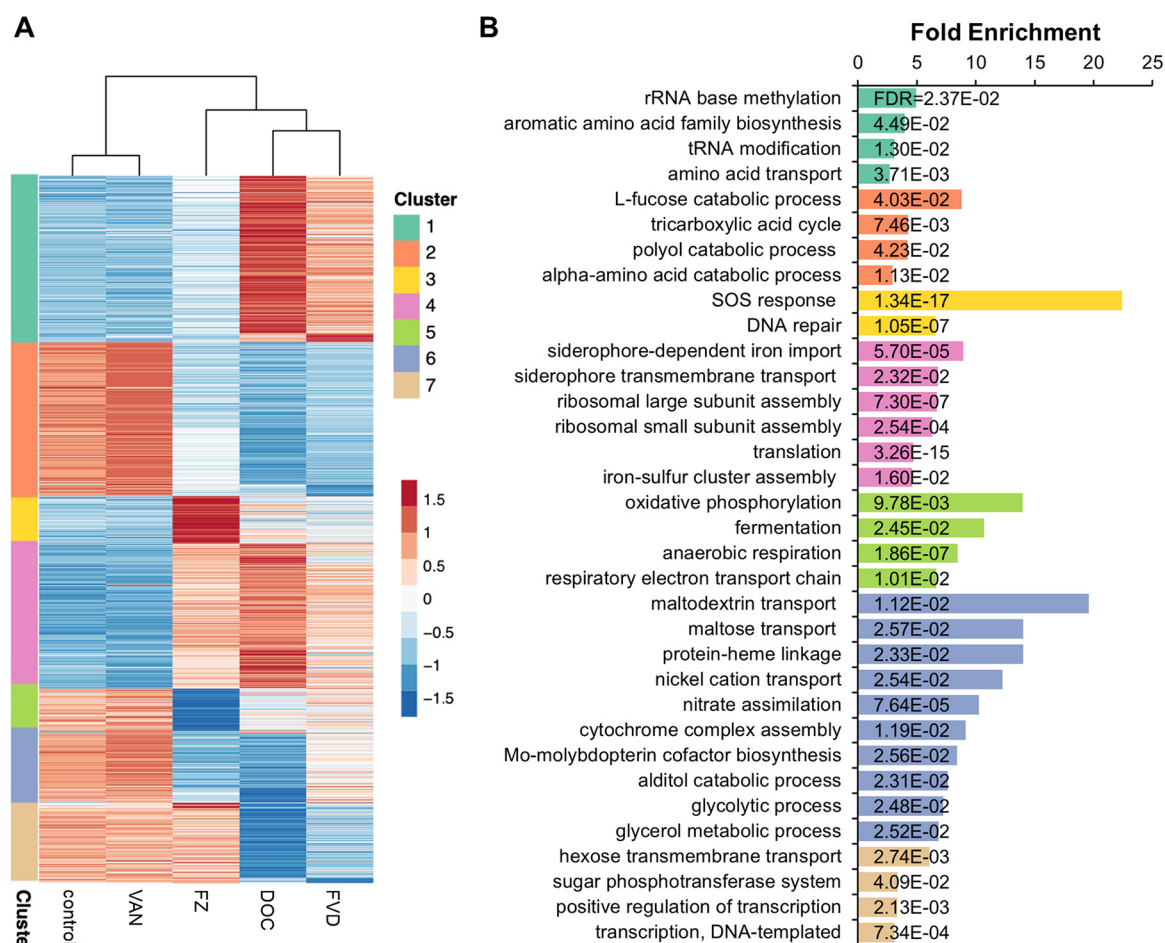 A
Cluster
1
2
3
4
5
6
7
1.5
1
0.5
0
−0.5
−1
−1.5
Cluste
control
VAN
FZ
DOC
FVD
B
Fold Enrichment
0 5 10 15 20 25
rRNA base methylation FDR=2.37E-02
aromatic amino acid family biosynthesis 4.49E-02
tRNA modification 1.30E-02
amino acid transport 3.71E-03
L-fucose catabolic process 4.03E-02
tricarboxylic acid cycle 7.46E-03
polyol catabolic process 4.23E-02
alpha-amino acid catabolic process 1.13E-02
SOS response 1.34E-17
DNA repair 1.05E-07
siderophore-dependent iron import 5.70E-05
siderophore transmembrane transport 2.32E-02
ribosomal large subunit assembly 7.30E-07
ribosomal small subunit assembly 2.54E-04
translation 3.26E-15
iron-sulfur cluster assembly 1.60E-02
oxidative phosphorylation 9.78E-03
fermentation 2.45E-02
anaerobic respiration 1.86E-07
respiratory electron transport chain 1.01E-02
maltodextrin transport 1.12E-02
maltose transport 2.57E-02
protein-heme linkage 2.33E-02
nickel cation transport 2.54E-02
nitrate assimilation 7.64E-05
cytochrome complex assembly 1.19E-02
Mo-molybdopterin cofactor biosynthesis 2.56E-02
alditol catabolic process 2.31E-02
glycolytic process 2.48E-02
glycerol metabolic process 2.52E-02
hexose transmembrane transport 2.74E-03
sugar phosphotransferase system 4.09E-02
positive regulation of transcription 2.13E-03
transcription, DNA-templated 7.34E-04